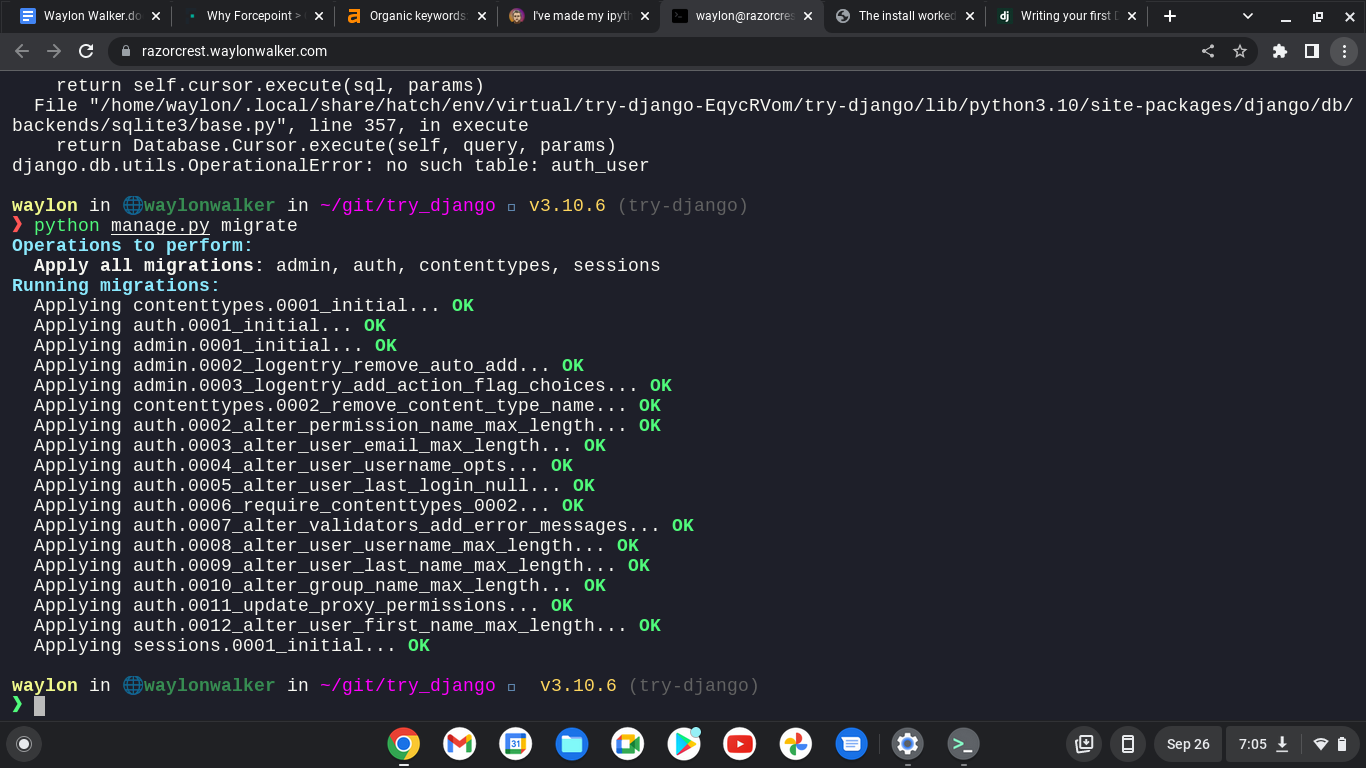 Waylon Walker.do
Why Forcepoint >
Organic keywords:
I've made my ipyth
waylon@razorcres
The install worked
Writing your first D
razorcrest.waylonwalker.com
return self.cursor.execute(sql, params)
File "/home/waylon/.local/share/hatch/env/virtual/try-django-EqycRVom/try-django/lib/python3.10/site-packages/django/db/
backends/sqlite3/base.py", line 357, in execute
return Database.Cursor.execute(self, query, params)
django.db.utils.OperationalError: no such table: auth_user
waylon in 🌐waylonwalker in ~/git/try_django v3.10.6 (try-django)
❯ python manage.py migrate
Operations to perform:
Apply all migrations: admin, auth, contenttypes, sessions
Running migrations:
Applying contenttypes.0001_initial... OK
Applying auth.0001_initial... OK
Applying admin.0001_initial... OK
Applying admin.0002_logentry_remove_auto_add... OK
Applying admin.0003_logentry_add_action_flag_choices... OK
Applying contenttypes.0002_remove_content_type_name... OK
Applying auth.0002_alter_permission_name_max_length... OK
Applying auth.0003_alter_user_email_max_length... OK
Applying auth.0004_alter_user_username_opts... OK
Applying auth.0005_alter_user_last_login_null... OK
Applying auth.0006_require_contenttypes_0002... OK
Applying auth.0007_alter_validators_add_error_messages... OK
Applying auth.0008_alter_user_username_max_length... OK
Applying auth.0009_alter_user_last_name_max_length... OK
Applying auth.0010_alter_group_name_max_length... OK
Applying auth.0011_update_proxy_permissions... OK
Applying auth.0012_alter_user_first_name_max_length... OK
Applying sessions.0001_initial... OK
waylon in 🌐waylonwalker in ~/git/try_django v3.10.6 (try-django)
❯
Sep 26
7:05